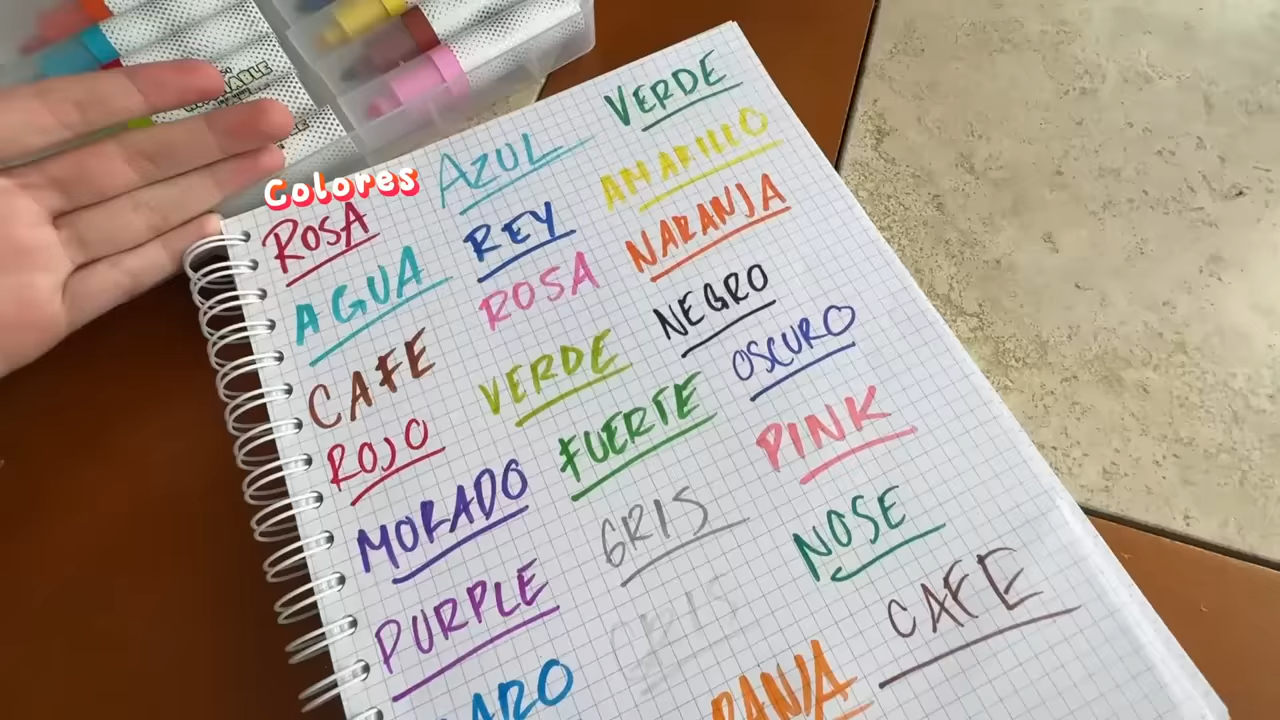 Colores
ROSA
AZUL
VERDE
AGUA
REY
AMARILLO
CAFE
ROSA
NARANJA
ROJO
VERDE
NEGRO
MORADO
FUERTE
OSCURO
PURPLE
GRIS
PINK
GRIS
NOSE
CAFE